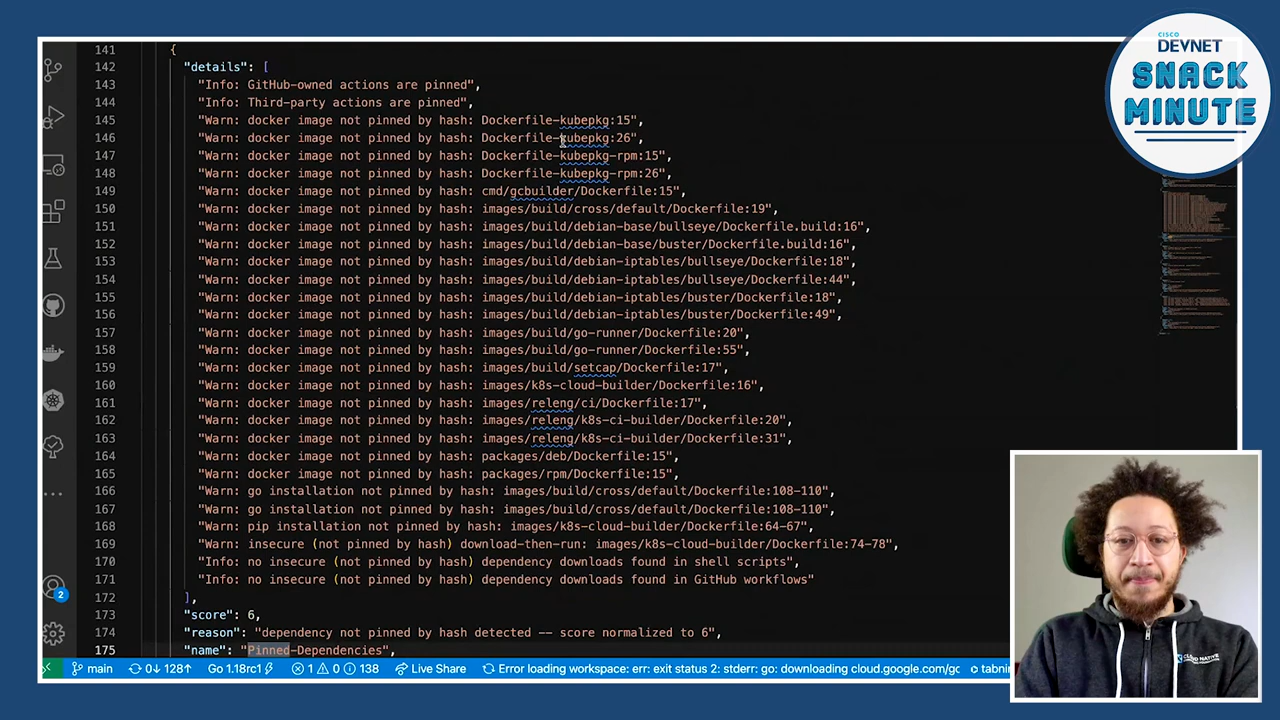 141 {
142 "details": [
143 "Info: GitHub-owned actions are pinned",
144 "Info: Third-party actions are pinned",
145 "Warn: docker image not pinned by hash: Dockerfile-kubepkg:15",
146 "Warn: docker image not pinned by hash: Dockerfile-kubepkg:26",
147 "Warn: docker image not pinned by hash: Dockerfile-kubepkg-rpm:15",
148 "Warn: docker image not pinned by hash: Dockerfile-kubepkg-rpm:26",
149 "Warn: docker image not pinned by hash: cmd/gcbuilder/Dockerfile:15",
150 "Warn: docker image not pinned by hash: images/build/cross/default/Dockerfile:19",
151 "Warn: docker image not pinned by hash: images/build/debian-base/bullseye/Dockerfile.build:16",
152 "Warn: docker image not pinned by hash: images/build/debian-base/buster/Dockerfile.build:16",
153 "Warn: docker image not pinned by hash: images/build/debian-iptables/bullseye/Dockerfile:18",
154 "Warn: docker image not pinned by hash: images/build/debian-iptables/bullseye/Dockerfile:44",
155 "Warn: docker image not pinned by hash: images/build/debian-iptables/buster/Dockerfile:18",
156 "Warn: docker image not pinned by hash: images/build/debian-iptables/buster/Dockerfile:49",
157 "Warn: docker image not pinned by hash: images/build/go-runner/Dockerfile:20",
158 "Warn: docker image not pinned by hash: images/build/go-runner/Dockerfile:55",
159 "Warn: docker image not pinned by hash: images/build/setcap/Dockerfile:17",
160 "Warn: docker image not pinned by hash: images/k8s-cloud-builder/Dockerfile:16",
161 "Warn: docker image not pinned by hash: images/releng/ci/Dockerfile:17",
162 "Warn: docker image not pinned by hash: images/releng/k8s-ci-builder/Dockerfile:20",
163 "Warn: docker image not pinned by hash: images/releng/k8s-ci-builder/Dockerfile:31",
164 "Warn: docker image not pinned by hash: packages/deb/Dockerfile:15",
165 "Warn: docker image not pinned by hash: packages/rpm/Dockerfile:15",
166 "Warn: go installation not pinned by hash: images/build/cross/default/Dockerfile:108-110",
167 "Warn: go installation not pinned by hash: images/build/cross/default/Dockerfile:108-110",
168 "Warn: pip installation not pinned by hash: images/k8s-cloud-builder/Dockerfile:64-67",
169 "Warn: insecure (not pinned by hash) download-then-run: images/k8s-cloud-builder/Dockerfile:74-78",
170 "Info: no insecure (not pinned by hash) dependency downloads found in shell scripts",
171 "Info: no insecure (not pinned by hash) dependency downloads found in GitHub workflows"
172 ],
173 "score": 6,
174 "reason": "dependency not pinned by hash detected -- score normalized to 6",
175 "name": "Pinned-Dependencies",
2
main 0↓ 128↑ Go 1.18rc1 1 0 138 Live Share Error loading workspace: err: exit status 2: stderr: go: downloading cloud.google.com/gc tabnin
CISCO
DEVNET
SNACK
MINUTE